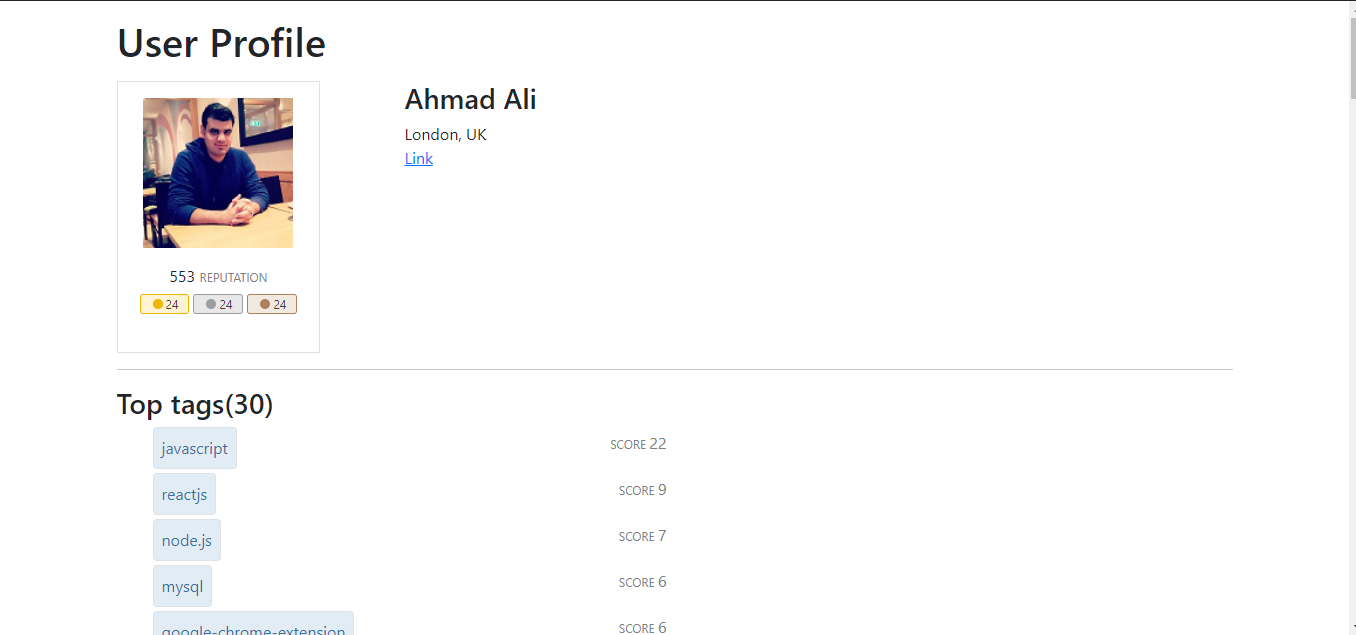 User Profile
Ahmad Ali
London, UK
Link
553 REPUTATION
24 24 24
Top tags(30)
javascript SCORE 22
reactjs SCORE 9
node.js SCORE 7
mysql SCORE 6
google-chrome-extension SCORE 6